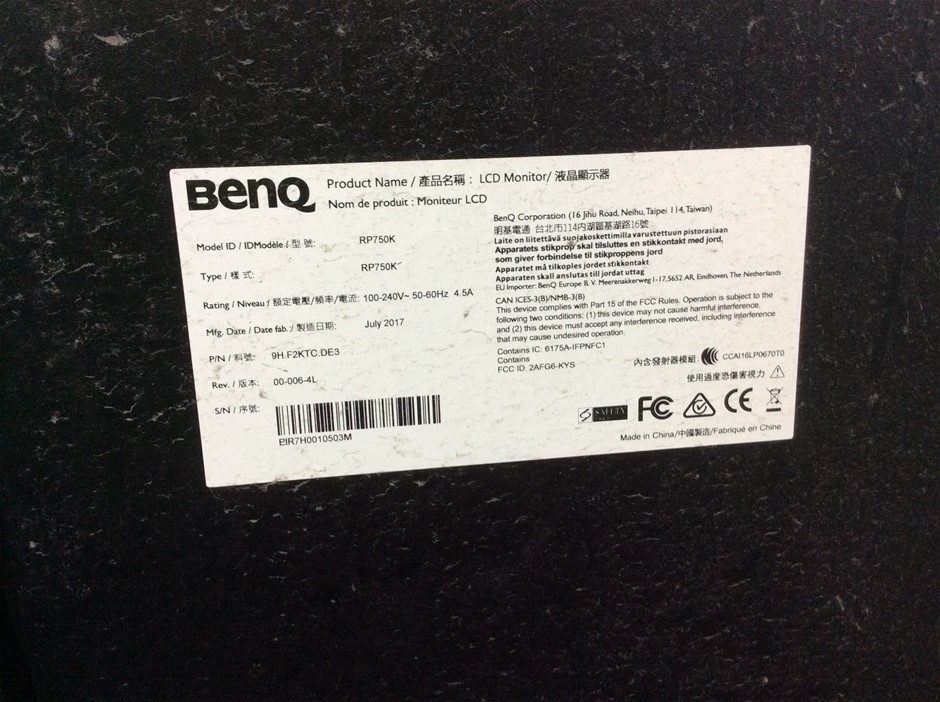 BenQ
Product Name / 產品名稱 : LCD Monitor/ 液晶顯示器
Nom de produit : Moniteur LCD
Model ID / IDModèle / 型 號: RP750K
Type / 樣 式: RP750K
Rating / Niveau / 額定電壓/頻率/電流: 100-240V~ 50-60Hz 4.5A
Mfg. Date / Date fab.:/ 製造日期: July 2017
P/N / 料號: 9H.F2KTC.DE3
Rev. / 版本: 00-006-4L
S/N / 序號:
EIR7H0010503M
BenQ Corporation (16 Jihu Road, Neihu, Taipei 114, Taiwan)
明基電通 台北市114內湖區基湖路16號
Laite on liitettävä suojakoskettimilla varustettuun pistorasiaan
Apparatets stikprop skal tilsluttes en stikkontakt med jord,
som giver forbindelse til stikproppens jord
Apparatet må tilkoples jordet stikkontakt
Apparaten skall anslutas till jordat uttag
EU Importer: BenQ Europe B. V. Meerenakkerweg 1-17, 5652 AR, Eindhoven, The Netherlands
CAN ICES-3(B)/NMB-3(B)
This device complies with Part 15 of the FCC Rules. Operation is subject to the
following two conditions: (1) this device may not cause harmful interference,
and (2) this device must accept any interference received, including interference
that may cause undesired operation.
Contains IC: 6175A-IFPNFC1
Contains
FCC ID 2AFG6-KYS
內含發射器模組: CCAI16LP0670T0
使用過度恐傷害視力
SAFETY FC CE
Made in China/中國製造/Fabriqué en Chine